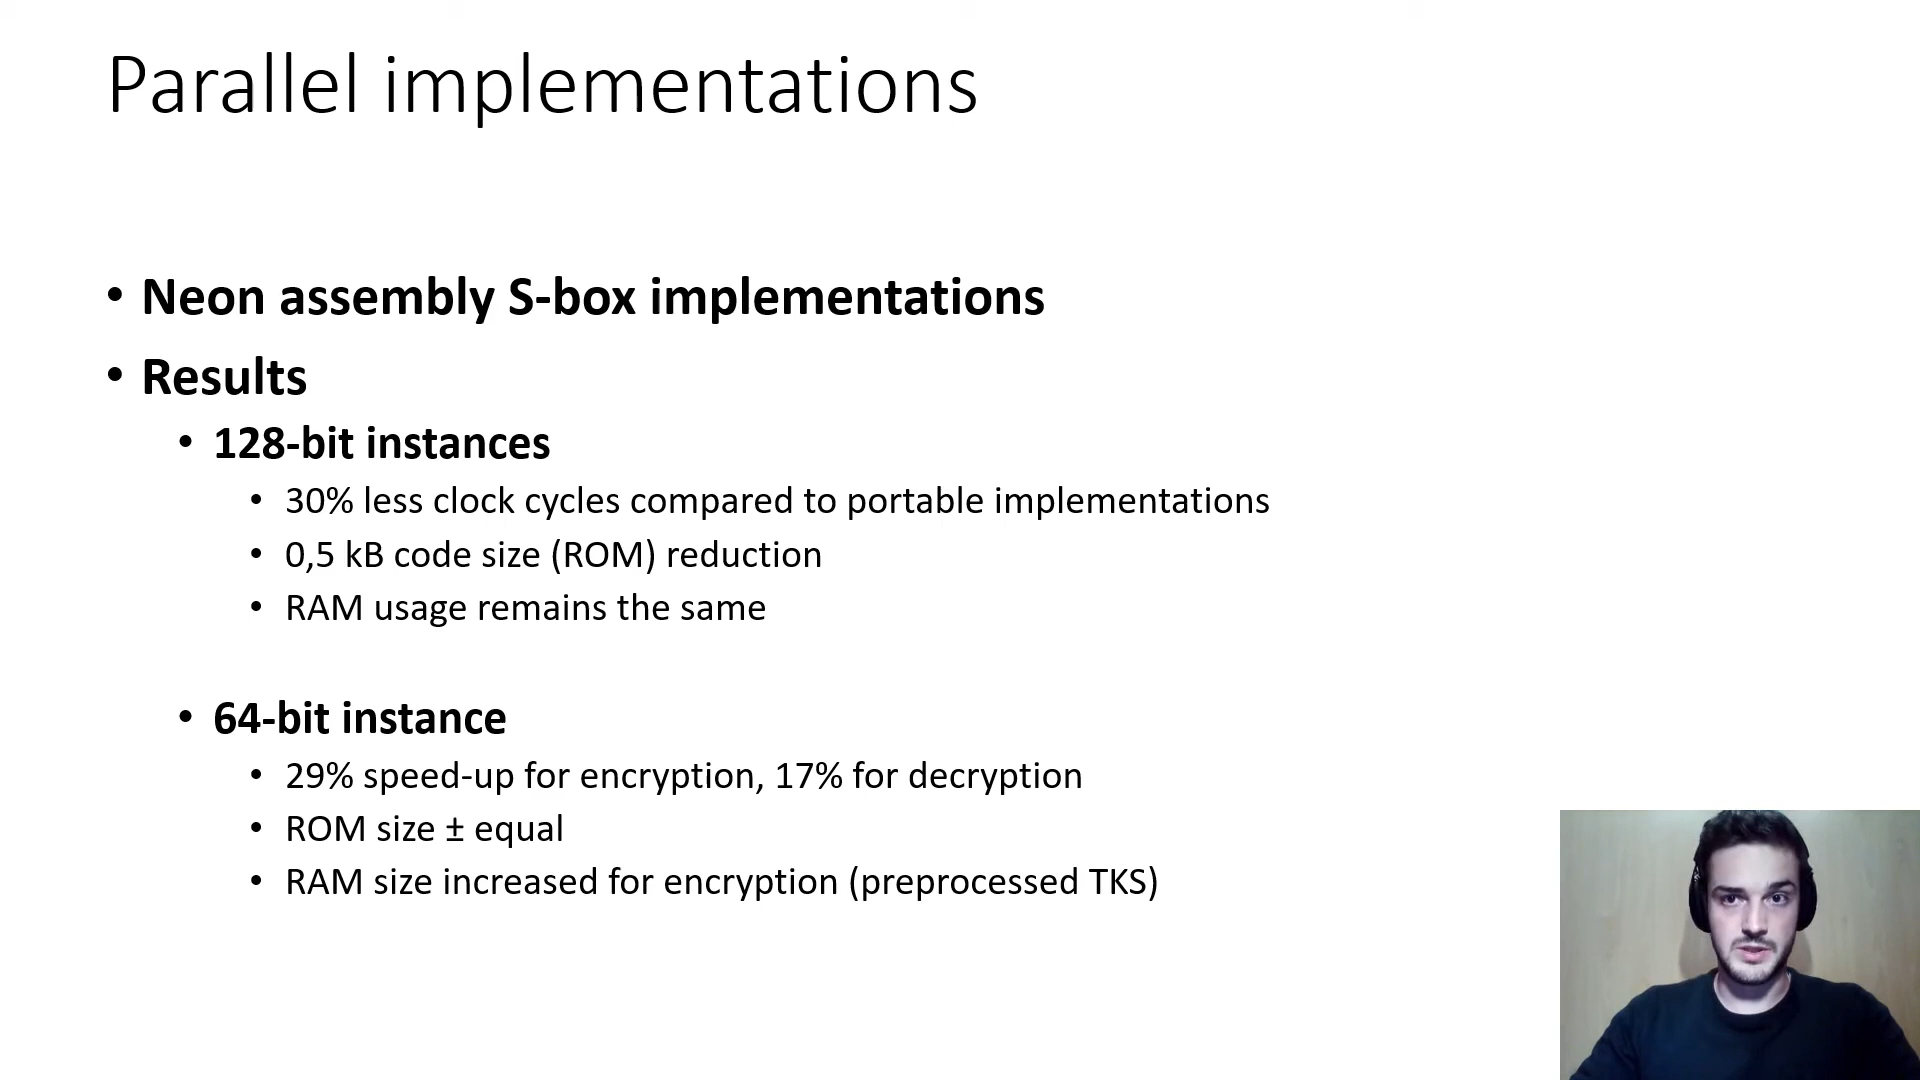 Parallel implementations
• Neon assembly S-box implementations
• Results
• 128-bit instances
• 30% less clock cycles compared to portable implementations
• 0,5 kB code size (ROM) reduction
• RAM usage remains the same
• 64-bit instance
• 29% speed-up for encryption, 17% for decryption
• ROM size ± equal
• RAM size increased for encryption (preprocessed TKS)